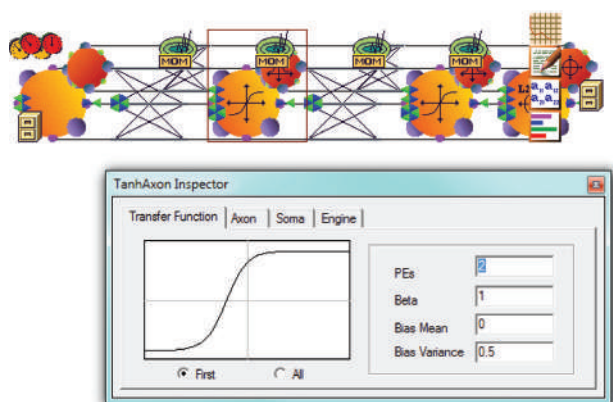 MOM MOM MOM MOM
TanhAxon Inspector
Transfer Function Axon Soma Engine
PEs 2
Beta 1
Bias Mean 0
Bias Variance 0.5
First All